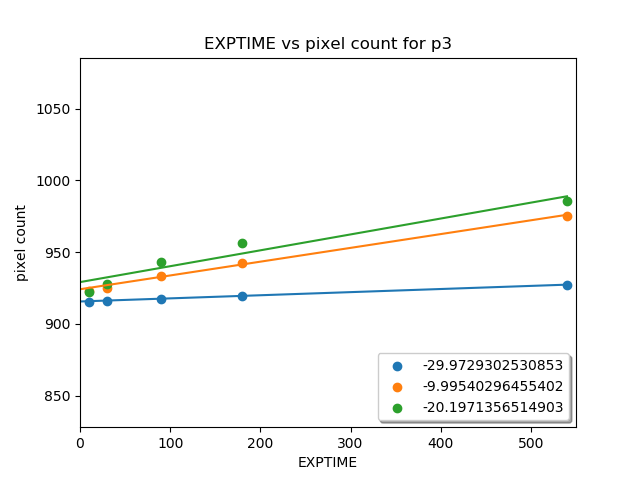 EXPTIME vs pixel count for p3
1050
1000
950
900
850
pixel count
0 100 200 300 400 500
EXPTIME
-29.9729302530853
-9.99540296455402
-20.1971356514903